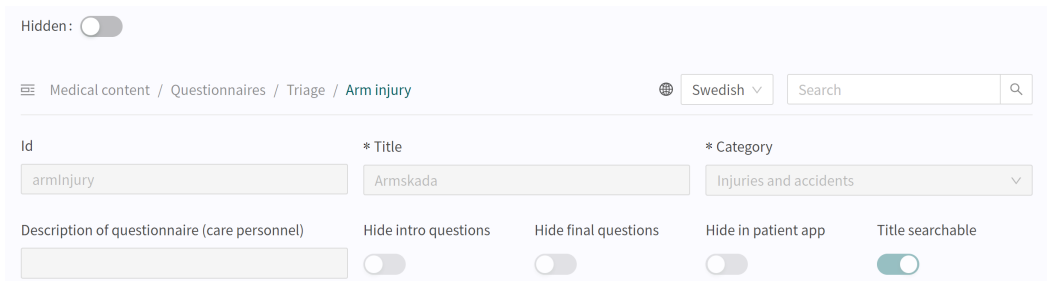 Hidden :
Medical content / Questionnaires / Triage / Arm injury Swedish Search
Id * Title * Category
armInjury Armskada Injuries and accidents
Description of questionnaire (care personnel) Hide intro questions Hide final questions Hide in patient app Title searchable